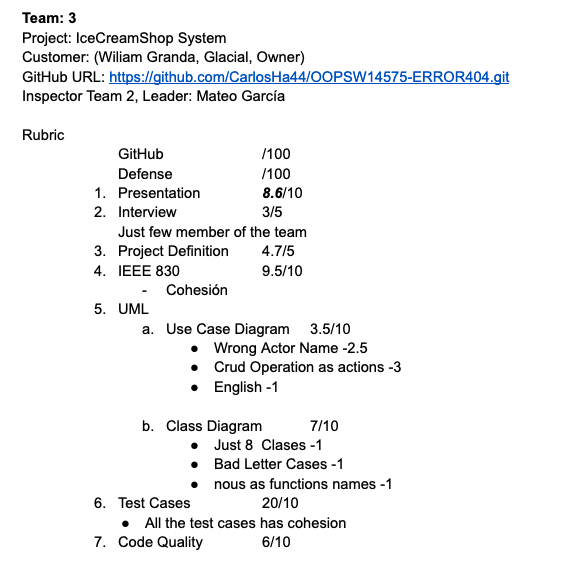 Team: 3
Project: IceCreamShop System
Customer: (Wiliam Granda, Glacial, Owner)
GitHub URL: https://github.com/CarlosHa44/OOPSW14575-ERROR404.git
Inspector Team 2, Leader: Mateo García
Rubric
GitHub /100
Defense /100
1. Presentation 8.6/10
2. Interview 3/5
Just few member of the team
3. Project Definition 4.7/5
4. IEEE 830 9.5/10
- Cohesión
5. UML
a. Use Case Diagram 3.5/10
● Wrong Actor Name -2.5
● Crud Operation as actions -3
● English -1
b. Class Diagram 7/10
● Just 8 Clases -1
● Bad Letter Cases -1
● nous as functions names -1
6. Test Cases 20/10
● All the test cases has cohesion
7. Code Quality 6/10